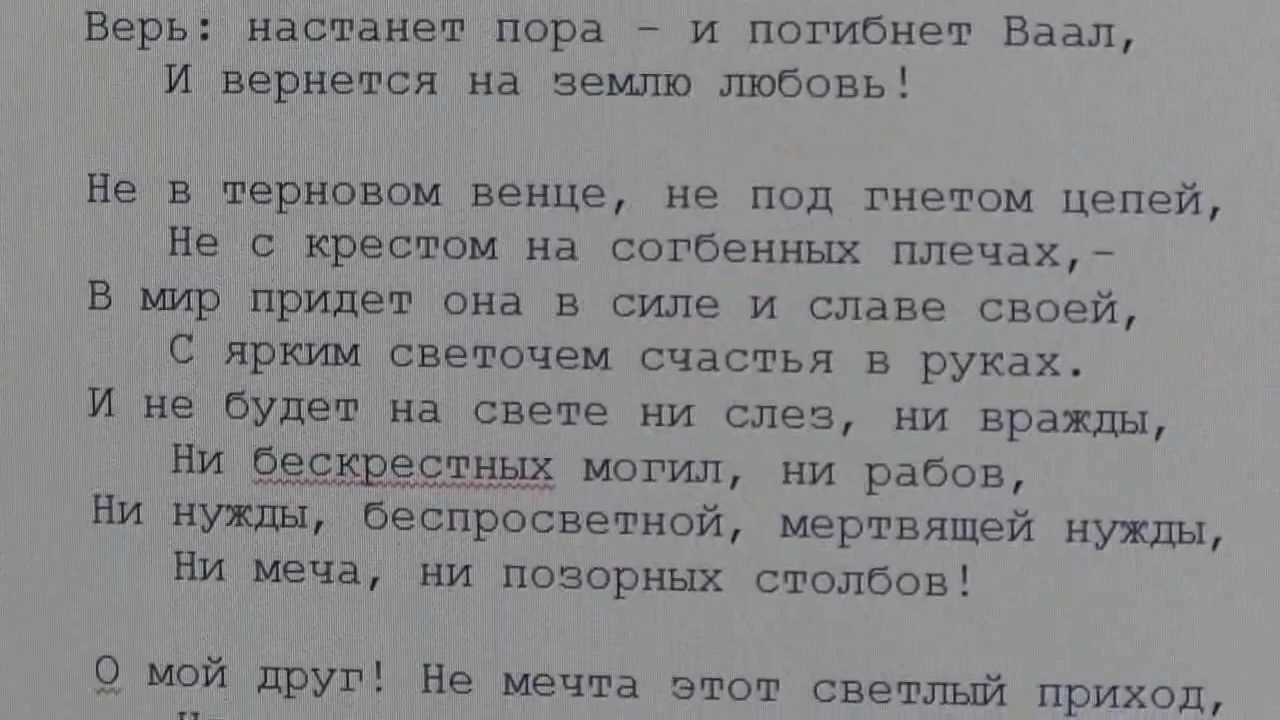 Верь: настанет пора – и погибнет Ваал,
И вернется на землю любовь!
Не в терновом венце, не под гнетом цепей,
Не с крестом на согбенных плечах,–
В мир придет она в силе и славе своей,
С ярким светочем счастья в руках.
И не будет на свете ни слез, ни вражды,
Ни бескрестных могил, ни рабов,
Ни нужды, беспросветной, мертвящей нужды,
Ни меча, ни позорных столбов!
О мой друг! Не мечта этот светлый приход,